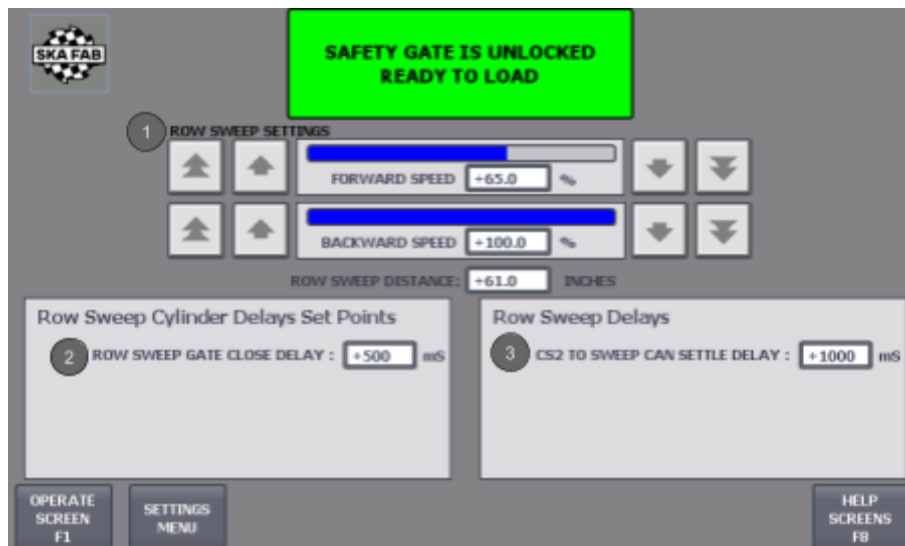 SKA FAB
SAFETY GATE IS UNLOCKED
READY TO LOAD
1 ROW SWEEP SETTINGS
FORWARD SPEED +65.0 %
BACKWARD SPEED +100.0 %
ROW SWEEP DISTANCE: +61.0 INCHES
Row Sweep Cylinder Delays Set Points
2 ROW SWEEP GATE CLOSE DELAY : +500 mS
Row Sweep Delays
3 CS2 TO SWEEP CAN SETTLE DELAY : +1000 mS
OPERATE
SCREEN
F1
SETTINGS
MENU
HELP
SCREENS
F8